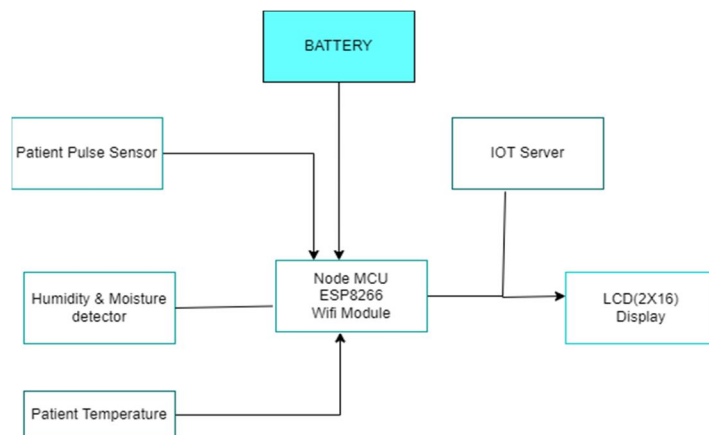 BATTERY
Patient Pulse Sensor
IOT Server
Node MCU
ESP8266
Wifi Module
Humidity & Moisture
detector
LCD(2X16)
Display
Patient Temperature